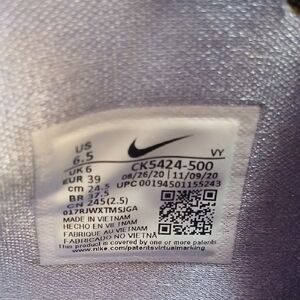 US 6.5
VY
UK 6
CK5424-500
EUR 39
08/26/20
11/09/20
cm 24.5
UPC 00194501155243
BR 37.5
CN 245(2.5)
017RJWXTMSJGA
MADE IN VIETNAM
HECHO EN VIETNAM
FABRIQUÉ AU VIETNAM
FABRICADO NO VIETNÃ
This product is covered by one or more
www.nike.com/patentsvirtualmarking